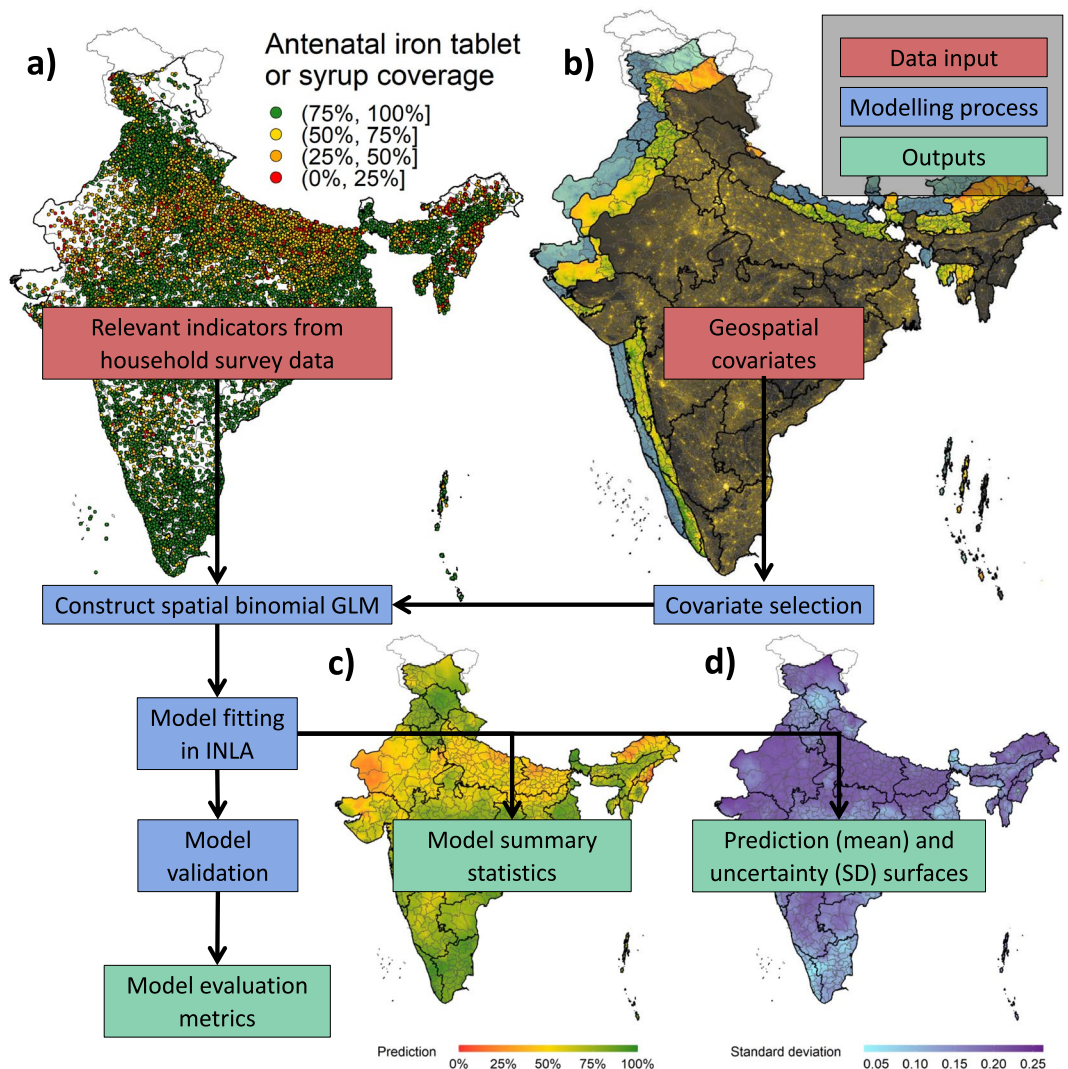 a)
Antenatal iron tablet
or syrup coverage
(75%, 100%]
(50%, 75%]
(25%, 50%]
(0%, 25%]
b)
Data input
Modelling process
Outputs
Relevant indicators from
household survey data
Geospatial
covariates
Construct spatial binomial GLM
Covariate selection
c)
d)
Model fitting
in INLA
Model
validation
Model summary
statistics
Prediction (mean) and
uncertainty (SD) surfaces
Model evaluation
metrics
Prediction
0% 25% 50% 75% 100%
Standard deviation
0.05 0.10 0.15 0.20 0.25